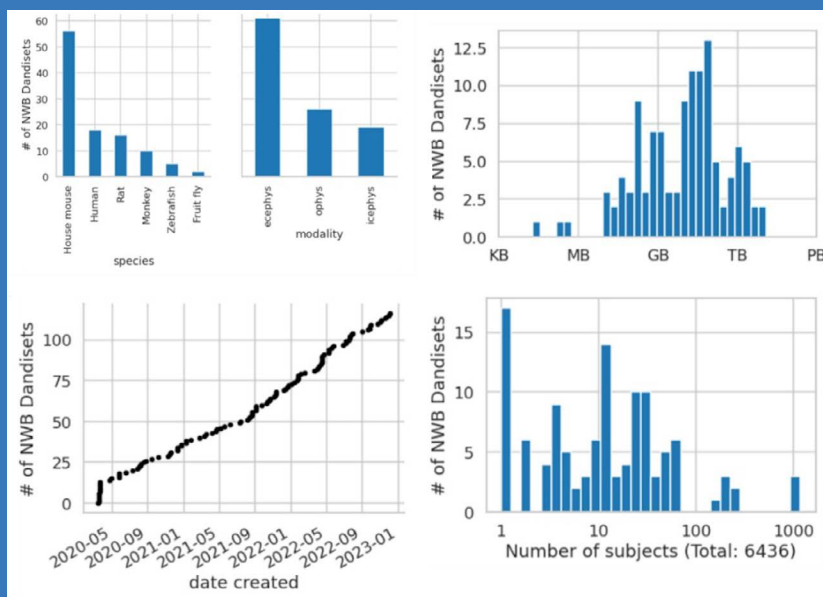 # of NWB Dandisets
60
50
40
30
20
10
0
House mouse
Human
Rat
Monkey
Zebrafish
Fruit fly
species
ecephys
ophys
icephys
modality
# of NWB Dandisets
12.5
10.0
7.5
5.0
2.5
0.0
KB MB GB TB PB
# of NWB Dandisets
100
75
50
25
0
2020-05
2020-09
2021-01
2021-05
2021-09
2022-01
2022-05
2022-09
2023-01
date created
# of NWB Dandisets
15
10
5
0
1 10 100 1000
Number of subjects (Total: 6436)